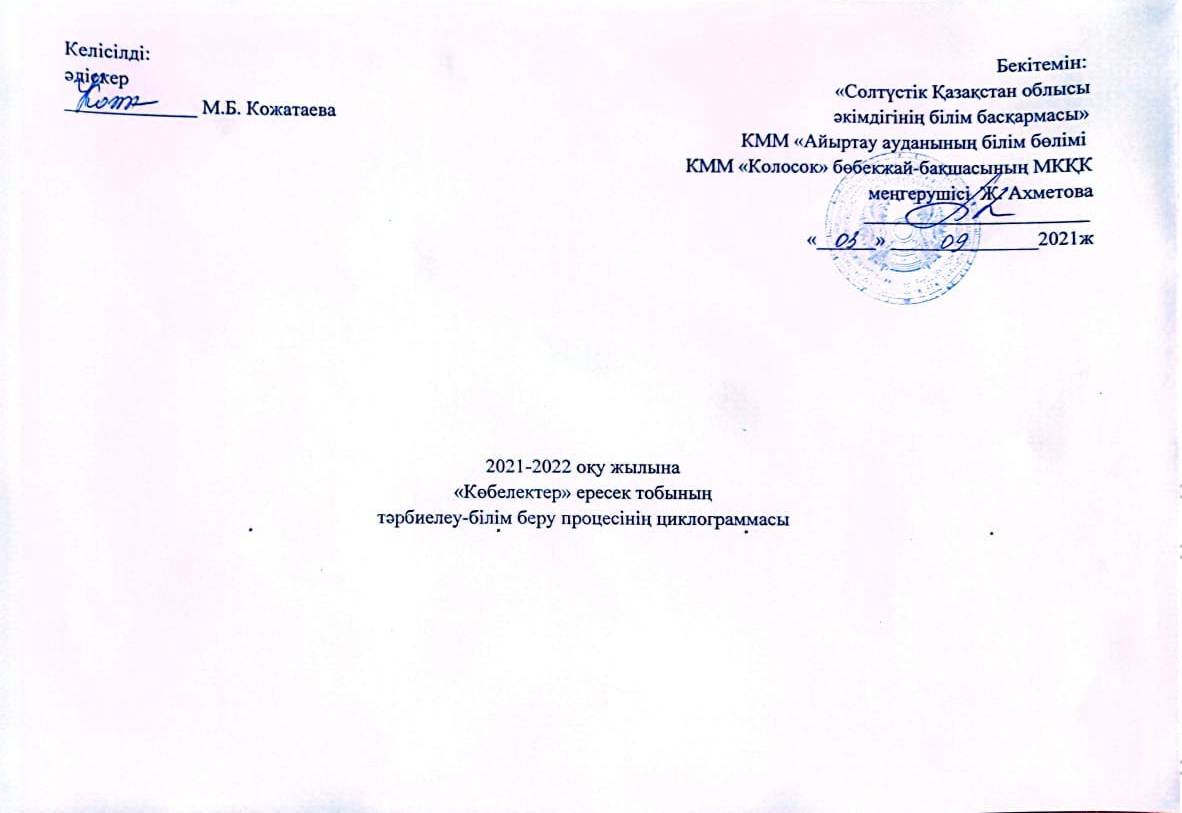 Келісілді:
әдіскер
____________ М.Б. Кожатаева
Бекітемін:
«Солтүстік Қазақстан облысы
әкімдігінің білім басқармасы»
КММ «Айыртау ауданының білім бөлімі
КММ «Колосок» бөбекжай-бақшасының МКҚК
меңгерушісі Ж. Ахметова
«03» 09 2021ж
2021-2022 оқу жылына
«Көбелектер» ересек тобының
тәрбиелеу-білім беру процесінің циклограммасы